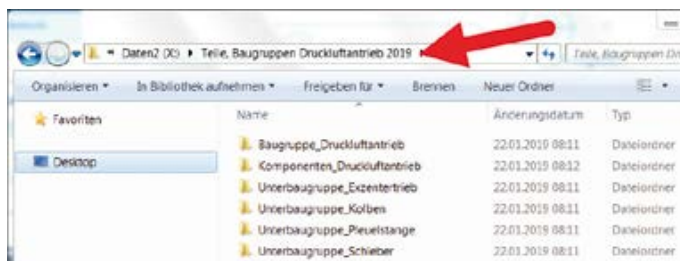 Daten2 (X:) ▸ Teile, Baugruppen Druckluftantrieb 2019 Teile, Baugruppen
Organisieren ▾ In Bibliothek aufnehmen ▾ Freigeben für ▾ Brennen Neuer Ordner
Favoriten
Desktop
Name Änderungsdatum Typ
Baugruppe_Druckluftantrieb 22.01.2019 08:11 Dateiordner
Komponenten_Druckluftantrieb 22.01.2019 08:12 Dateiordner
Unterbaugruppe_Exzentertrieb 22.01.2019 08:11 Dateiordner
Unterbaugruppe_Kolben 22.01.2019 08:11 Dateiordner
Unterbaugruppe_Pleuelstange 22.01.2019 08:11 Dateiordner
Unterbaugruppe_Schieber 22.01.2019 08:11 Dateiordner